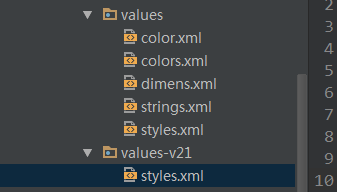 values
color.xml
colors.xml
dimens.xml
strings.xml
styles.xml
values-v21
styles.xml
2
3
4
5
6
7
8
9
10